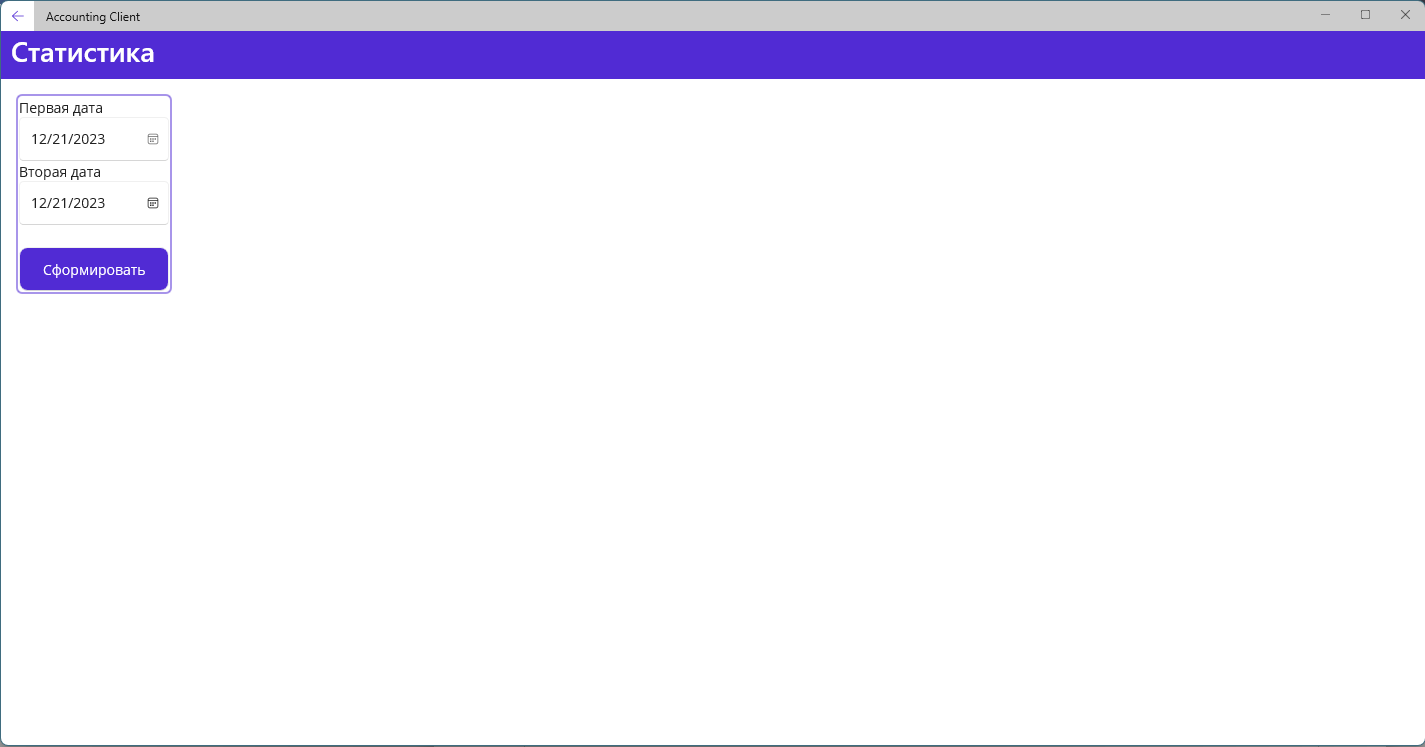 Accounting Client
Статистика
Первая дата
12/21/2023
Вторая дата
12/21/2023
Сформировать